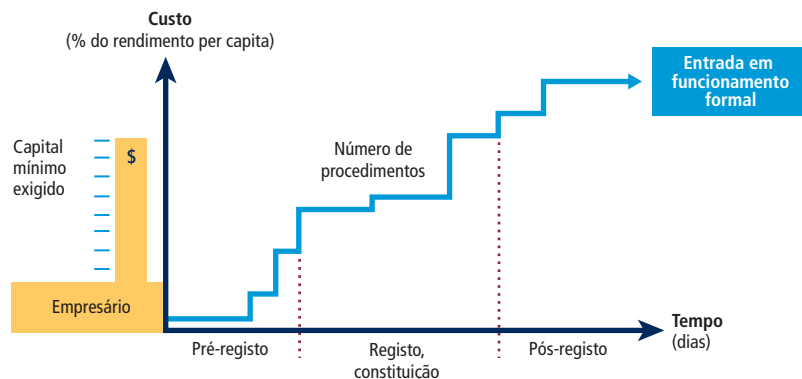 Custo
(% do rendimento per capita)
Entrada em
funcionamento
formal
Capital
mínimo
exigido
$
Número de
procedimentos
Empresário
Tempo
(dias)
Pré-registo
Registo,
constituição
Pós-registo